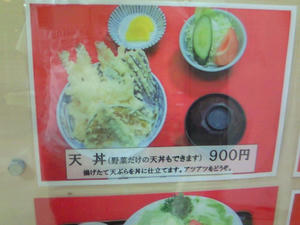 天丼(野菜だけの天丼もできます) 900円
揚げたて天ぷらを丼に仕立てます。アツアツをどうぞ。